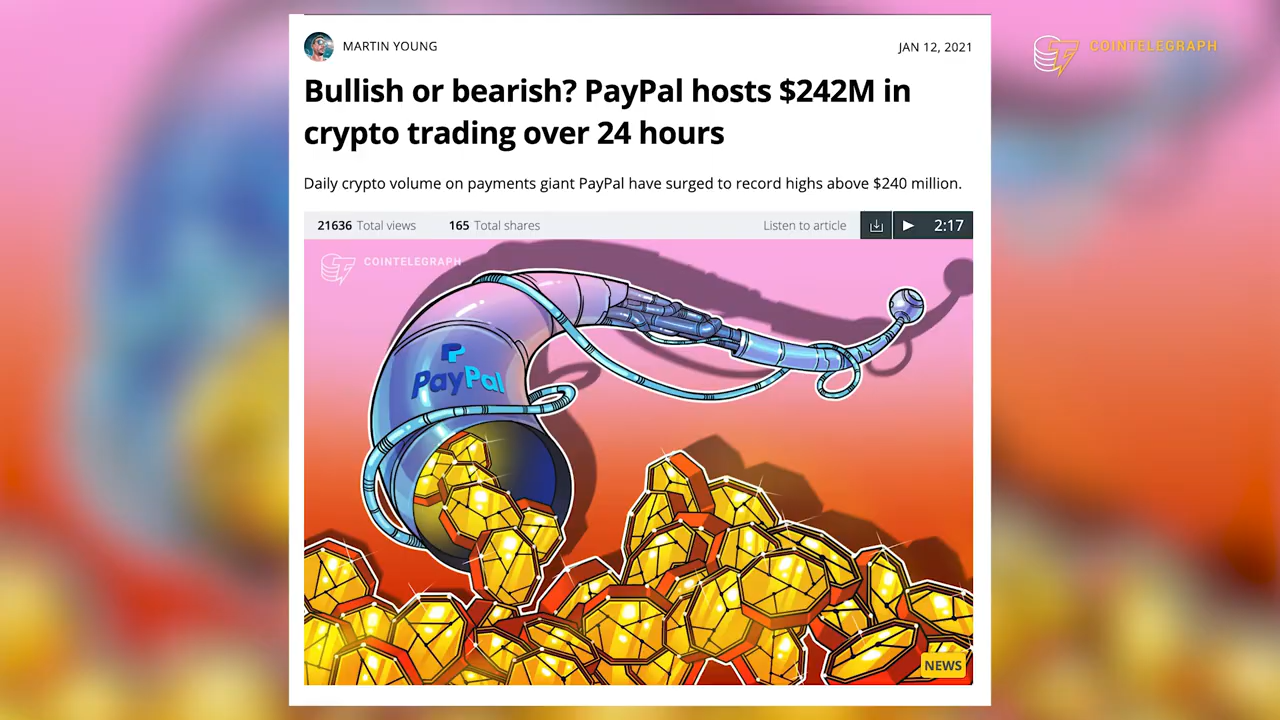 MARTIN YOUNG
JAN 12, 2021
COINTELEGRAPH
Bullish or bearish? PayPal hosts $242M in
crypto trading over 24 hours
Daily crypto volume on payments giant PayPal have surged to record highs above $240 million.
21636 Total views 165 Total shares Listen to article 2:17
COINTELEGRAPH
PayPal
NEWS